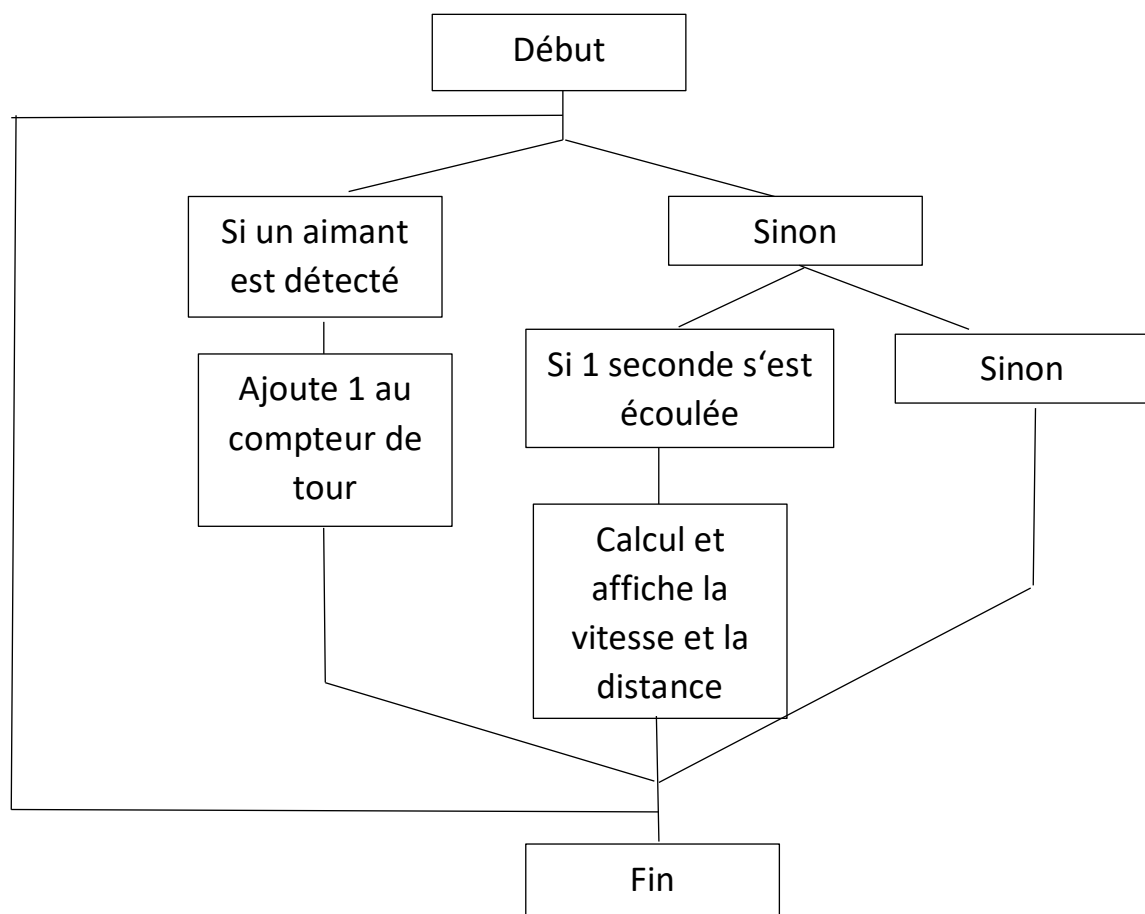 Début
Si un aimant
est détecté
Sinon
Ajoute 1 au
compteur de
tour
Si 1 seconde s‘est
écoulée
Sinon
Calcul et
affiche la
vitesse et la
distance
Fin